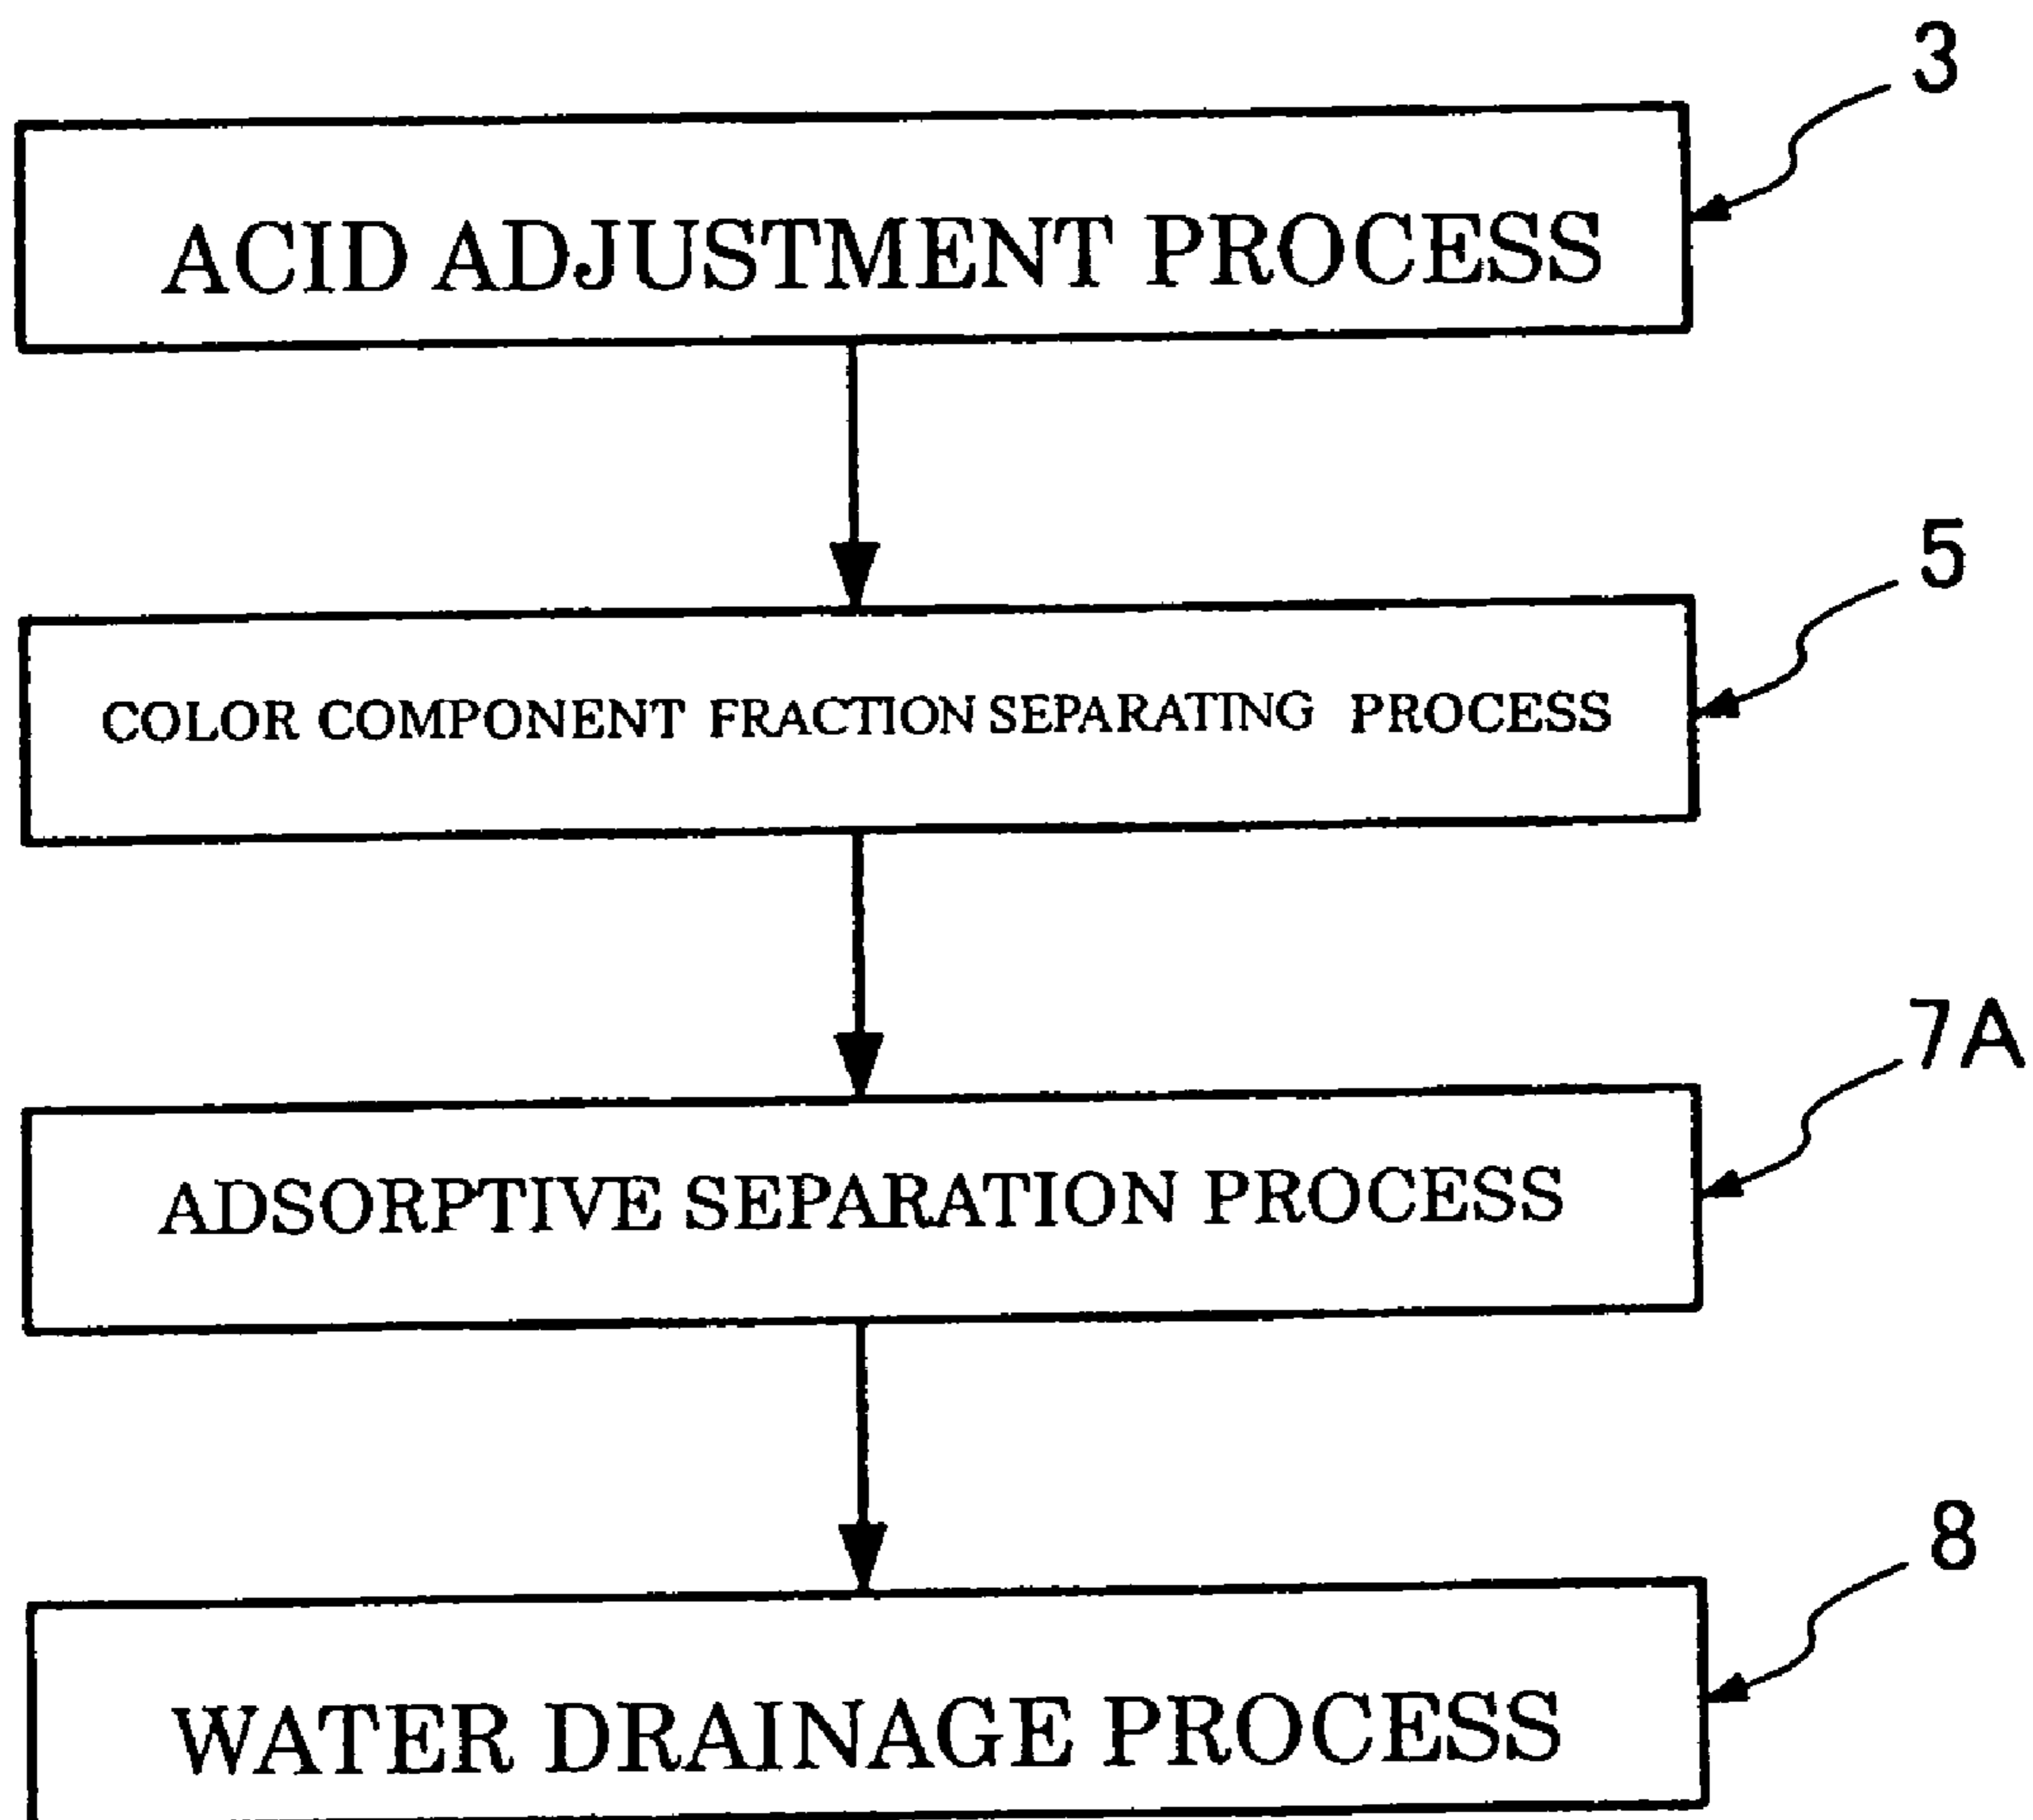 3
ACID ADJUSTMENT PROCESS
5
COLOR COMPONENT FRACTION SEPARATING PROCESS
7A
ADSORPTIVE SEPARATION PROCESS
8
WATER DRAINAGE PROCESS